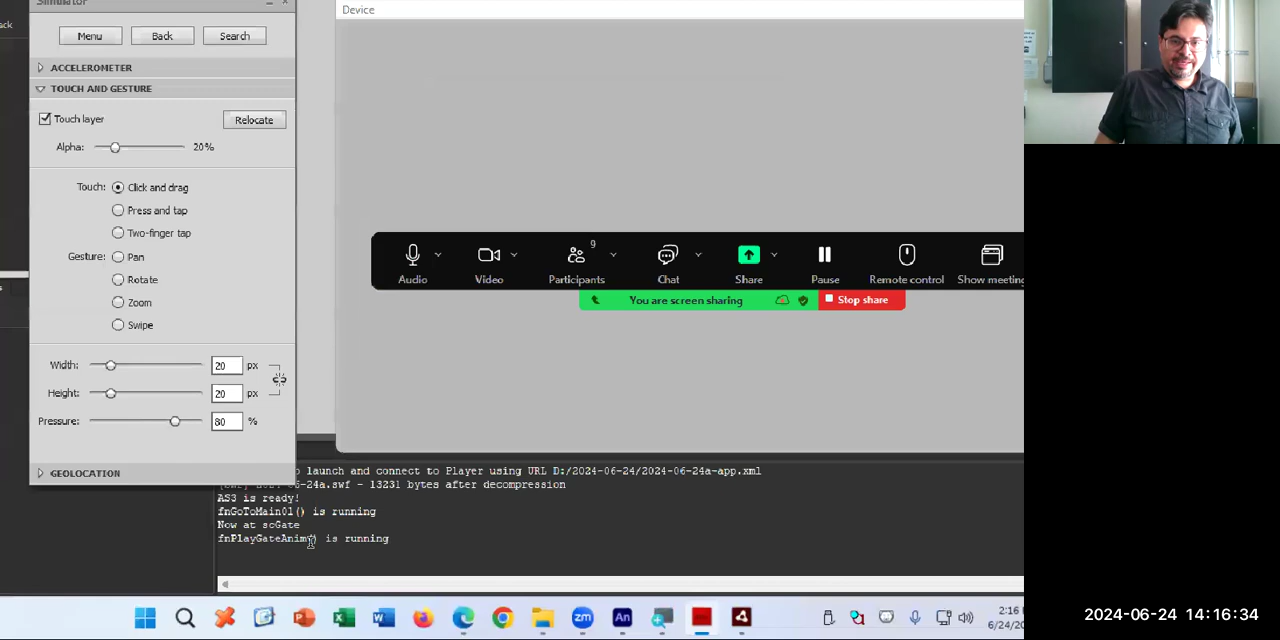 Simulator
Device
Menu
Back
Search
ACCELEROMETER
TOUCH AND GESTURE
Touch layer
Relocate
Alpha:
20%
Touch:
Click and drag
Press and tap
Two-finger tap
Gesture:
Pan
Rotate
Zoom
Swipe
Width:
20
px
Height:
20
px
Pressure:
80
%
GEOLOCATION
9
Audio
Video
Participants
Chat
Share
Pause
Remote control
Show meeting
You are screen sharing
Stop share
launch and connect to Player using URL D:/2024-06-24/2024-06-24a-app.xml
06-24a.swf - 13231 bytes after decompression
AS3 is ready!
fnGoToMain01() is running
Now at scGate
fnPlayGateAnim() is running
An
zm
2:16
6/24/20
2024-06-24 14:16:34